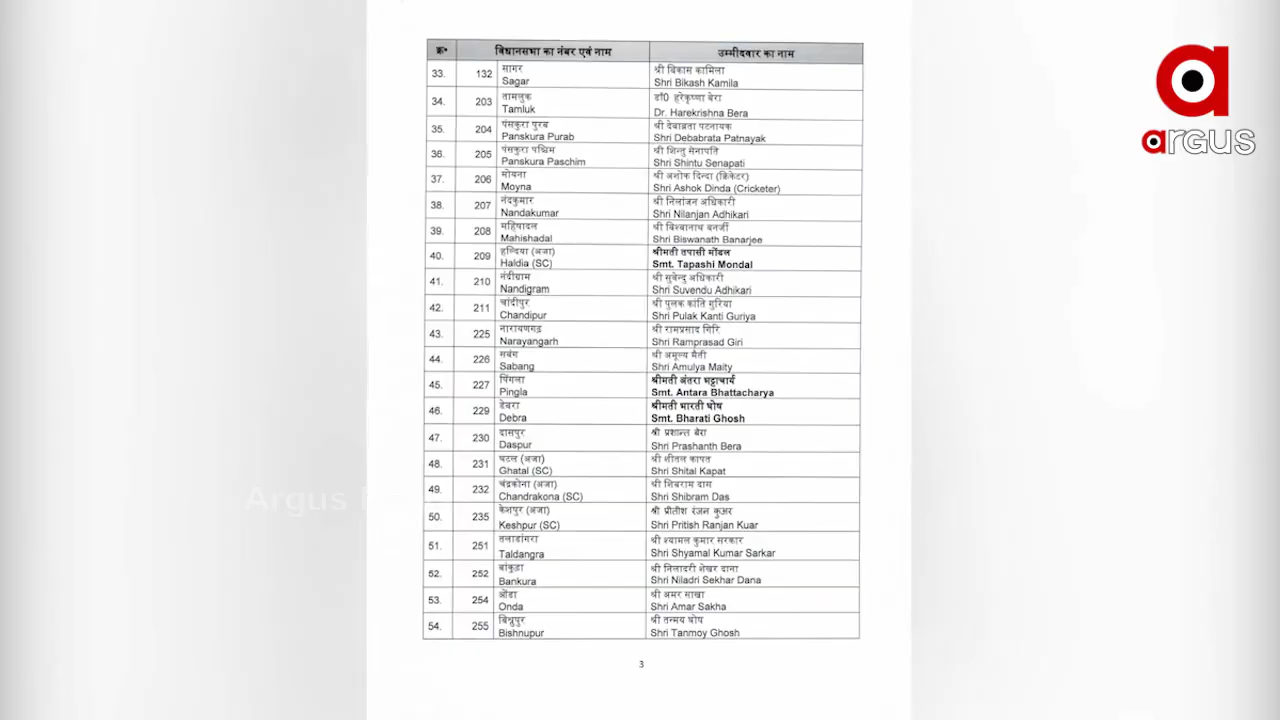 क्र॰ विधानसभा का नंबर एवं नाम उम्मीदवार का नाम
33. 132 सागर श्री बिकास कामिला
Sagar Shri Bikash Kamila
34. 203 तामलुक डॉ0 हरेकृष्णा बेरा
Tamluk Dr. Harekrishna Bera
35. 204 पंसकुरा पुरब श्री देबाब्रता पटनायक
Panskura Purab Shri Debabrata Patnayak
36. 205 पंसकुरा पश्चिम श्री शिन्तु सेनापति
Panskura Paschim Shri Shintu Senapati
37. 206 मोयना श्री अशोक दिन्दा (क्रिकेटर)
Moyna Shri Ashok Dinda (Cricketer)
38. 207 नंदकुमार श्री निलांजन अधिकारी
Nandakumar Shri Nilanjan Adhikari
39. 208 महिषादल श्री बिश्वानाथ बनर्जी
Mahishadal Shri Biswanath Banarjee
40. 209 हल्दिया (अजा) श्रीमती तपासी मोंडल
Haldia (SC) Smt. Tapashi Mondal
41. 210 नंदीग्राम श्री सुवेन्दु अधिकारी
Nandigram Shri Suvendu Adhikari
42. 211 चांदीपुर श्री पुलक कांति गुरिया
Chandipur Shri Pulak Kanti Guriya
43. 225 नारायणगढ़ श्री रामप्रसाद गिरि
Narayangarh Shri Ramprasad Giri
44. 226 सबंग श्री अमूल्य मैती
Sabang Shri Amulya Maity
45. 227 पिंगला श्रीमती अंतरा भट्टाचार्य
Pingla Smt. Antara Bhattacharya
46. 229 डेबरा श्रीमती भारती घोष
Debra Smt. Bharati Ghosh
47. 230 दासपुर श्री प्रशान्त बेरा
Daspur Shri Prashanth Bera
48. 231 घटल (अजा) श्री शीतल कापत
Ghatal (SC) Shri Shital Kapat
49. 232 चंद्रकोना (अजा) श्री शिबराम दास
Chandrakona (SC) Shri Shibram Das
50. 235 केशपुर (अजा) श्री प्रीतीश रंजन कुअर
Keshpur (SC) Shri Pritish Ranjan Kuar
51. 251 तलाडांगरा श्री श्यामल कुमार सरकार
Taldangra Shri Shyamal Kumar Sarkar
52. 252 बांकुड़ा श्री निलादरी शेखर दाना
Bankura Shri Niladri Sekhar Dana
53. 254 ओंडा श्री अमर साखा
Onda Shri Amar Sakha
54. 255 बिश्नुपुर श्री तन्मय घोष
Bishnupur Shri Tanmoy Ghosh
3
argus
Argus